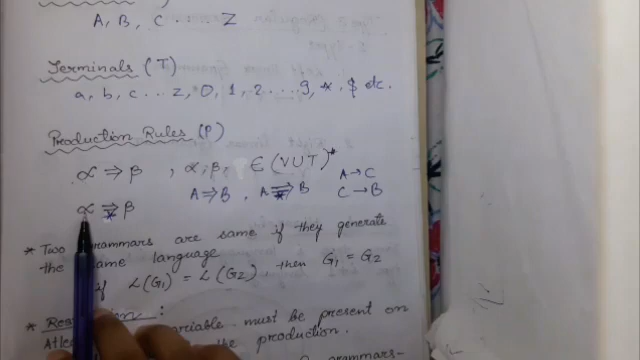 A, B, C ... Z
Terminals (T)
a, b, c ... z, 0, 1, 2 ... 9, *, $ etc.
Production Rules (P)
α ⇒ β , α, β, ∈ (VUT)*
A → C
A ⇒ B , A ⇒* B C → B
α ⇒* β
* Two grammars are same if they generate
the same language
if L(G1) = L(G2), then G1 = G2
* :
variable must be present on
the production.
grammars-